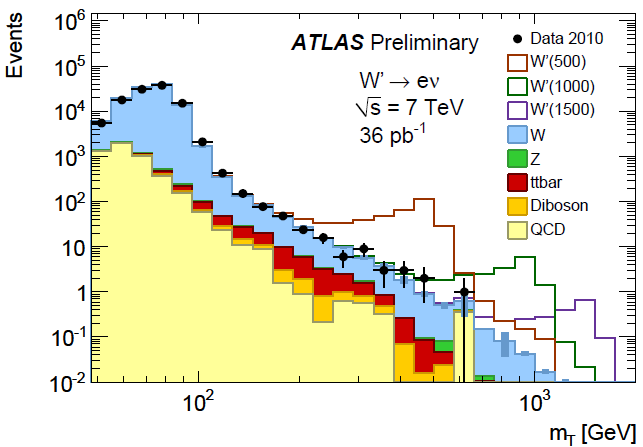 Events
10⁶
10⁵
10⁴
10³
10²
10
1
10⁻¹
10⁻²
ATLAS Preliminary
W' → eν
√s = 7 TeV
36 pb⁻¹
Data 2010
W'(500)
W'(1000)
W'(1500)
W
Z
ttbar
Diboson
QCD
10²
10³
m_T [GeV]